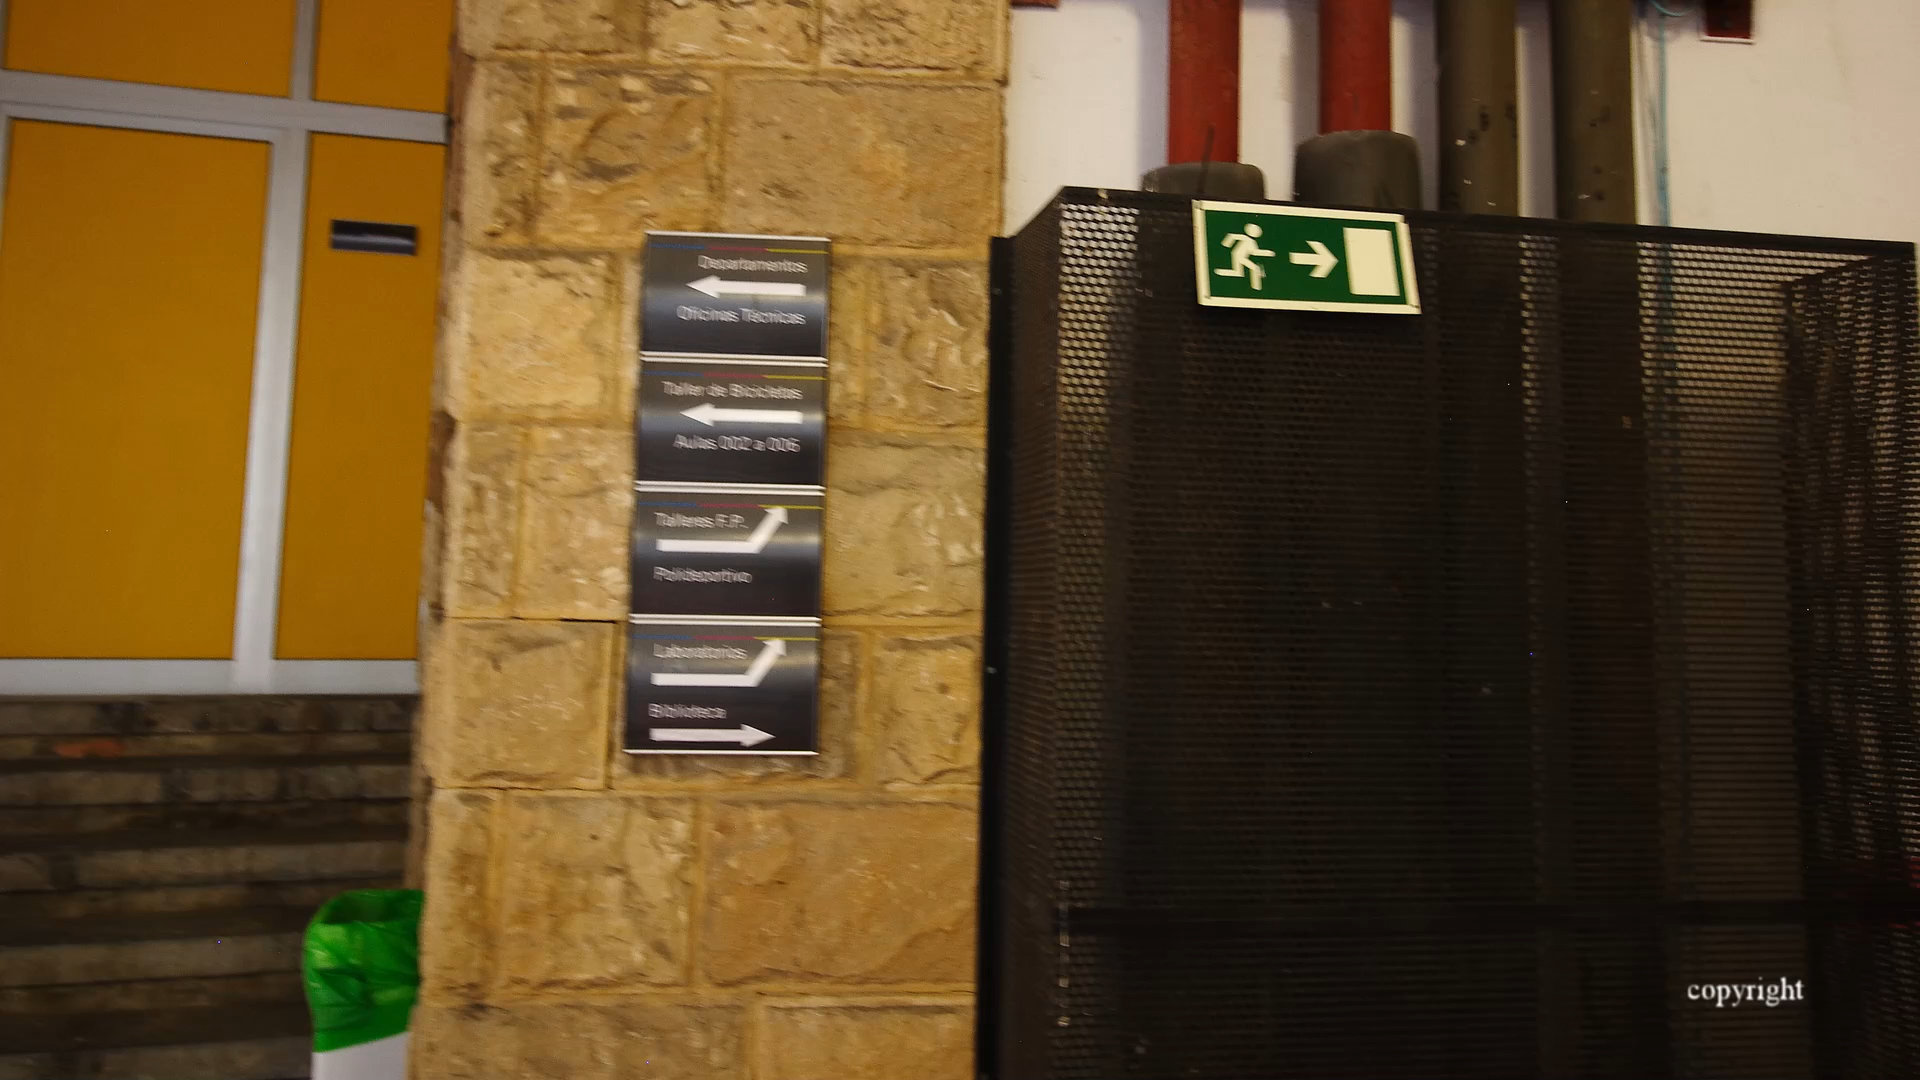 Departamentos
Oficinas Técnicas
Taller de Bicicletas
Aulas 002 a 006
Talleres F.P.
Polideportivo
Laboratorios
Biblioteca
copyright